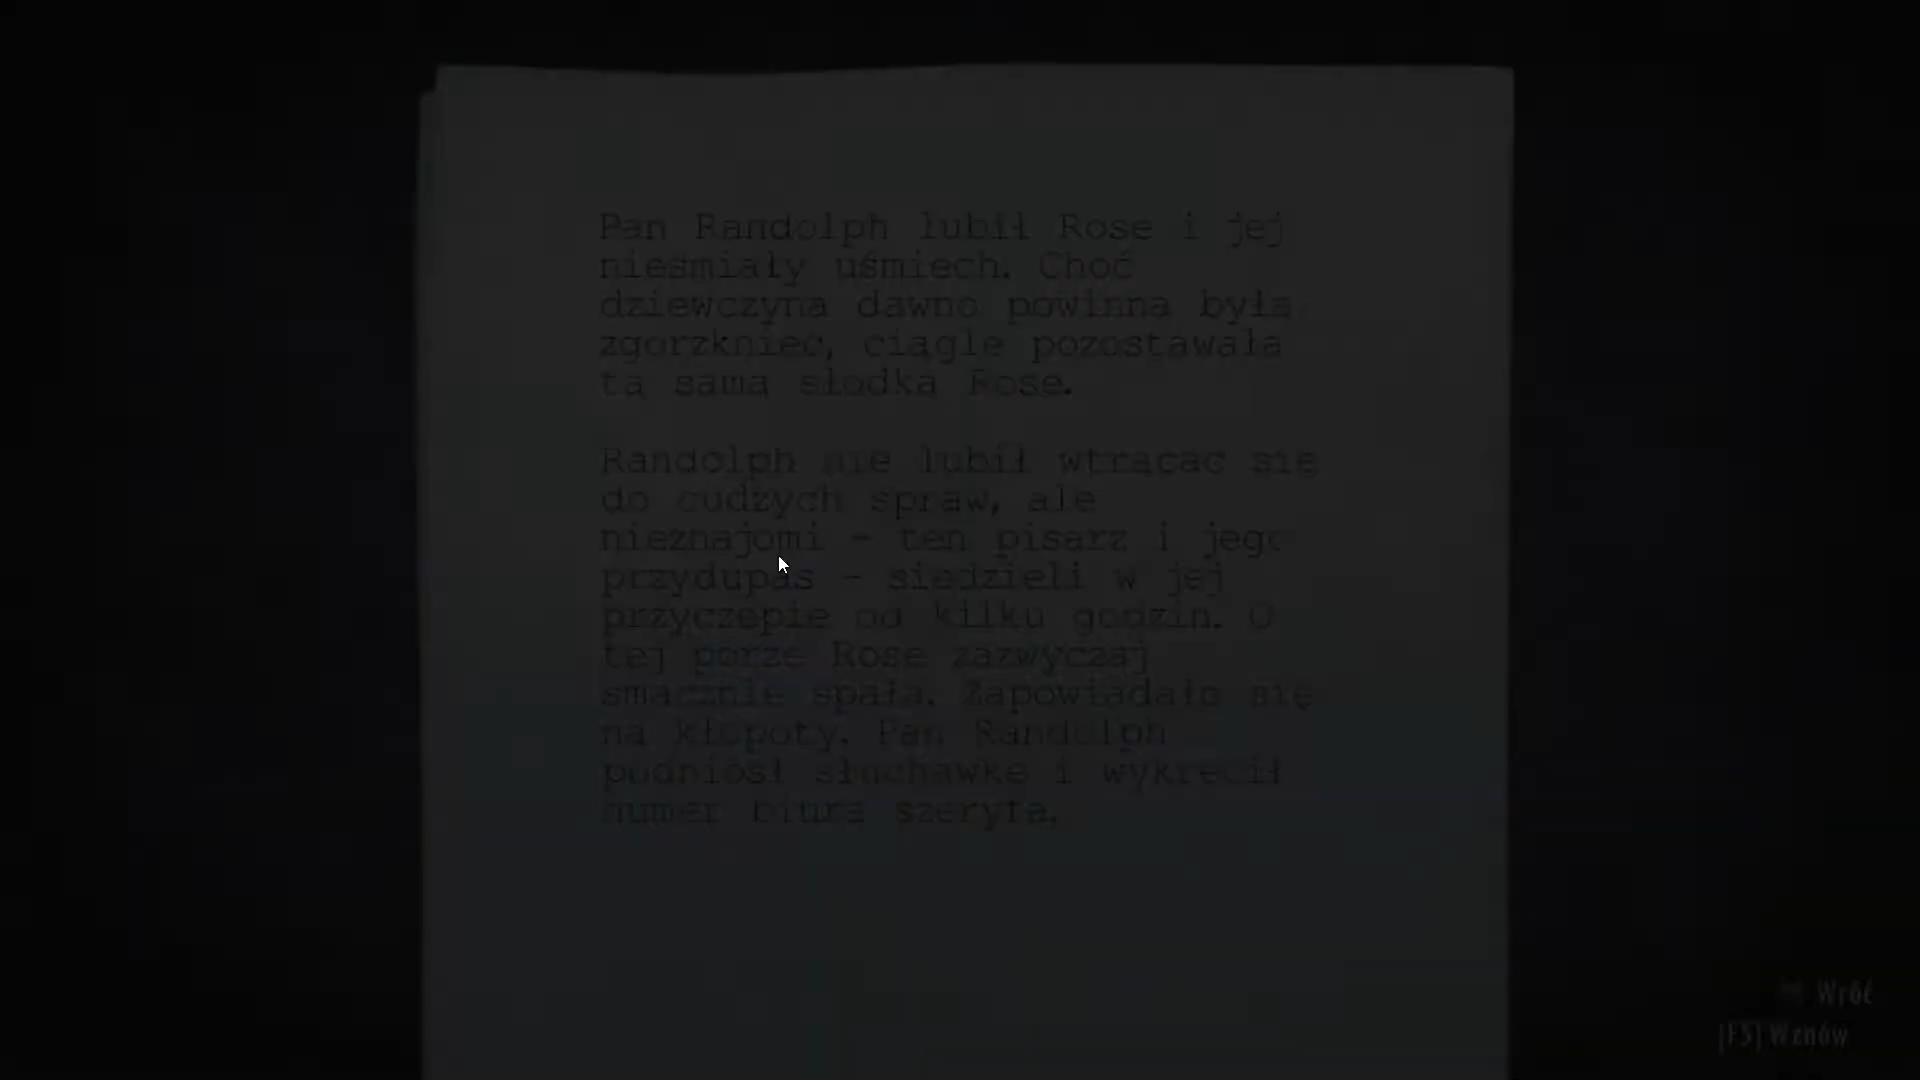 Pan Randolph lubił Rose i jej
nieśmiały uśmiech. Choć
dziewczyna dawno powinna była
zgorzknieć, ciągle pozostawała
tą samą słodką Rose.
Randolph nie lubił wtrącać się
do cudzych spraw, ale
nieznajomi - ten pisarz i jego
przydupas - siedzieli w jej
przyczepie od kilku godzin. O
tej porze Rose zazwyczaj
smacznie spała. Zapowiadało się
na kłopoty. Pan Randolph
podniósł słuchawkę i wykręcił
numer biura szeryfa.
Wróć
[F5] Wznów